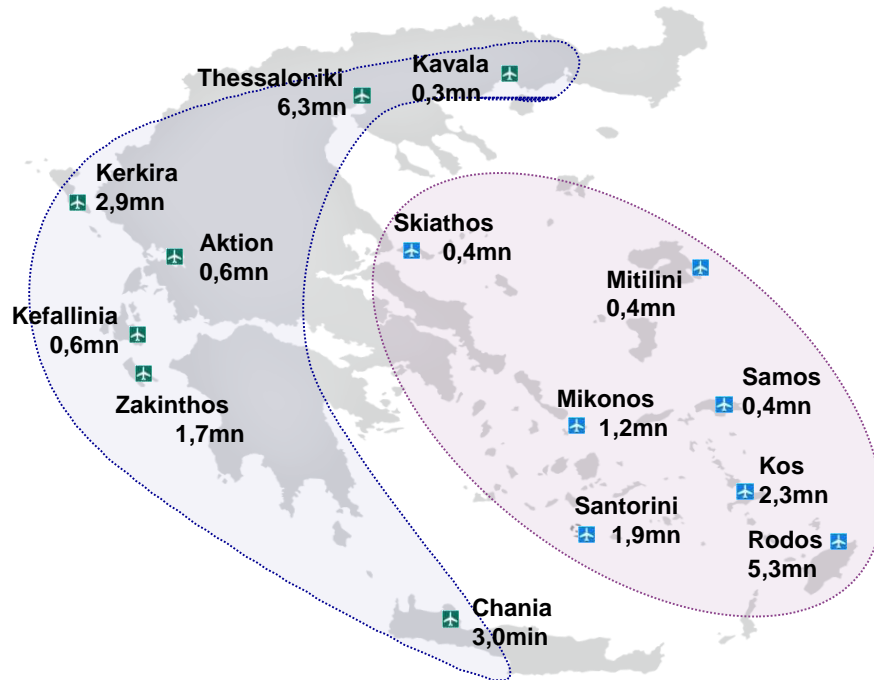 Thessaloniki
6,3mn
Kavala
0,3mn
Kerkira
2,9mn
Aktion
0,6mn
Skiathos
0,4mn
Mitilini
0,4mn
Kefallinia
0,6mn
Zakinthos
1,7mn
Mikonos
1,2mn
Samos
0,4mn
Kos
2,3mn
Santorini
1,9mn
Rodos
5,3mn
Chania
3,0min